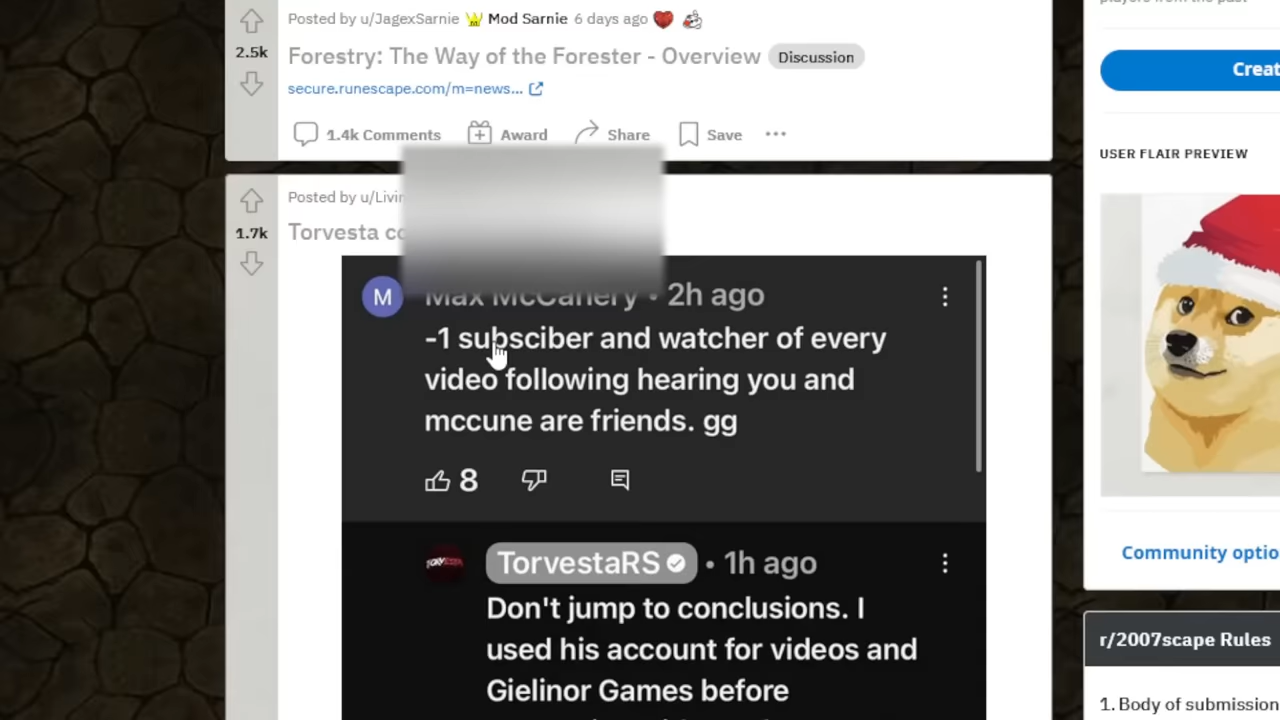 players from the past
Posted by u/JagexSarnie Mod Sarnie 6 days ago
2.5k
Forestry: The Way of the Forester - Overview Discussion
secure.runescape.com/m=news...
Creat
1.4k Comments Award Share Save
USER FLAIR PREVIEW
Posted by u/Livin
1.7k
Torvesta co
M
2h ago
-1 subsciber and watcher of every
video following hearing you and
mccune are friends. gg
8
TorvestaRS • 1h ago
Community optio
Don't jump to conclusions. I
used his account for videos and
Gielinor Games before
r/2007scape Rules
1. Body of submission